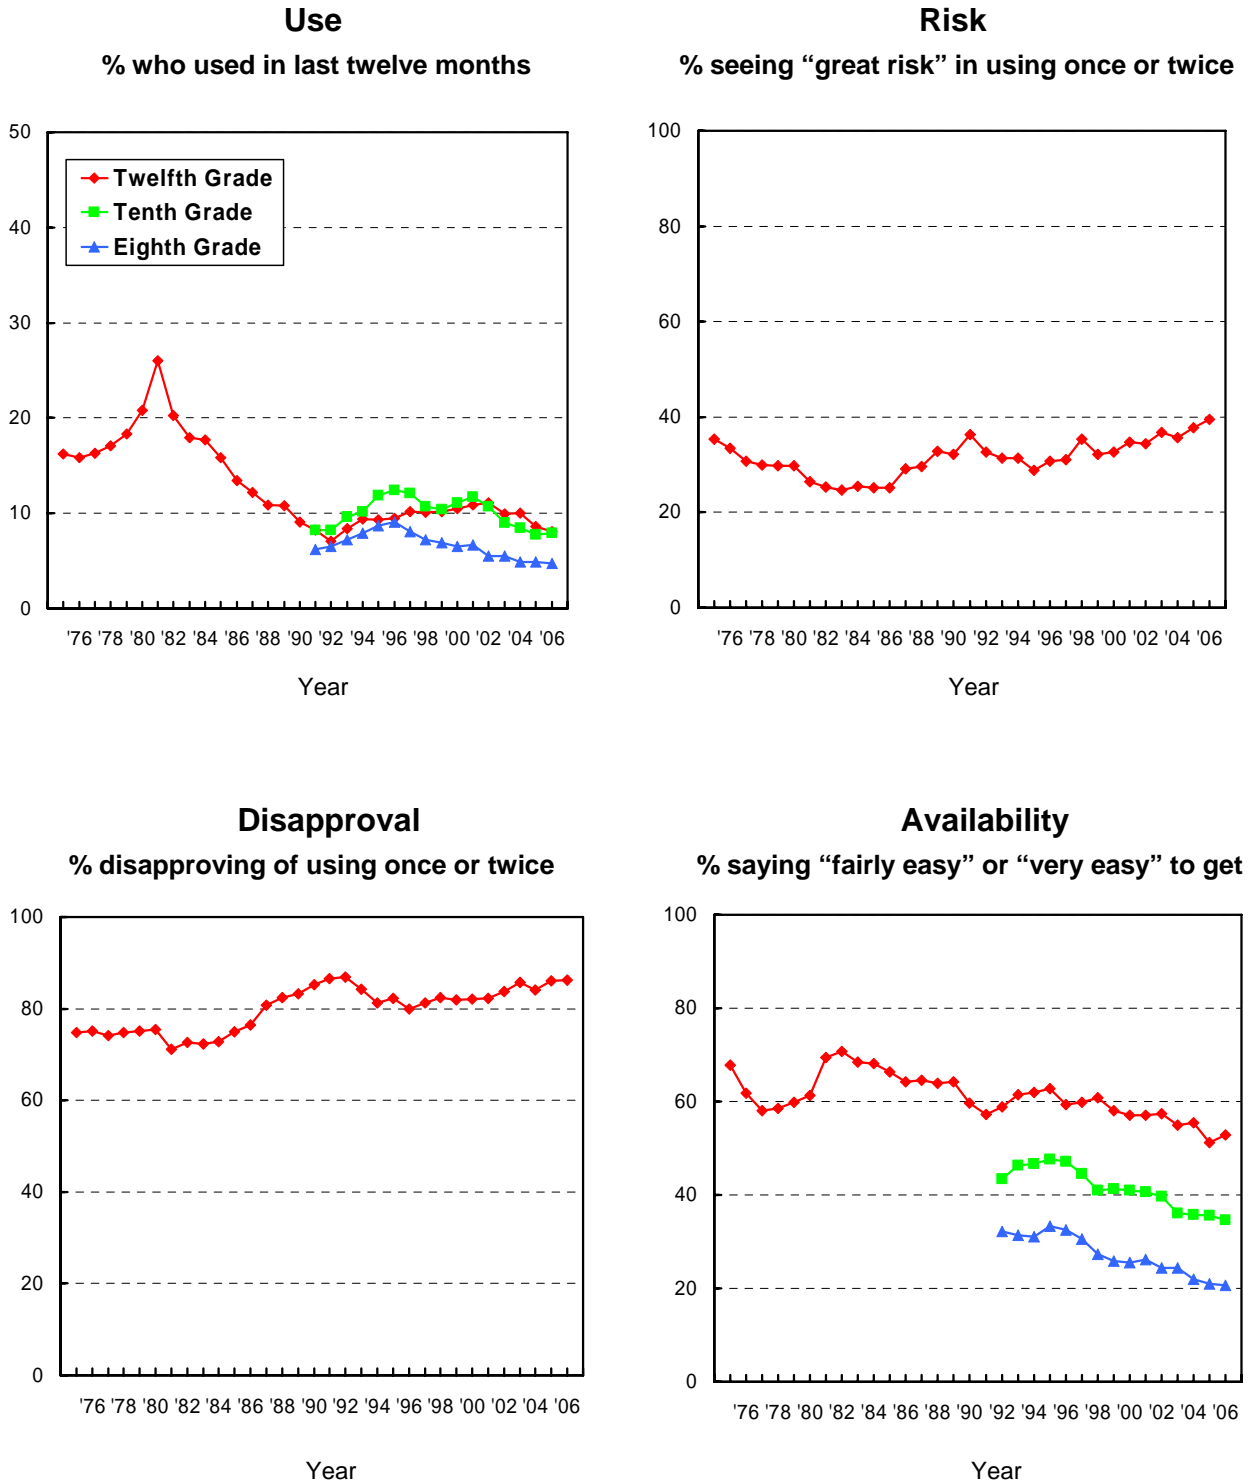 Use
% who used in last twelve months
50
40
30
20
10
0
Twelfth Grade
Tenth Grade
Eighth Grade
'76 '78 '80 '82 '84 '86 '88 '90 '92 '94 '96 '98 '00 '02 '04 '06
Year
Risk
% seeing “great risk” in using once or twice
100
80
60
40
20
0
'76 '78 '80 '82 '84 '86 '88 '90 '92 '94 '96 '98 '00 '02 '04 '06
Year
Disapproval
% disapproving of using once or twice
100
80
60
40
20
0
'76 '78 '80 '82 '84 '86 '88 '90 '92 '94 '96 '98 '00 '02 '04 '06
Year
Availability
% saying “fairly easy” or “very easy” to get
100
80
60
40
20
0
'76 '78 '80 '82 '84 '86 '88 '90 '92 '94 '96 '98 '00 '02 '04 '06
Year